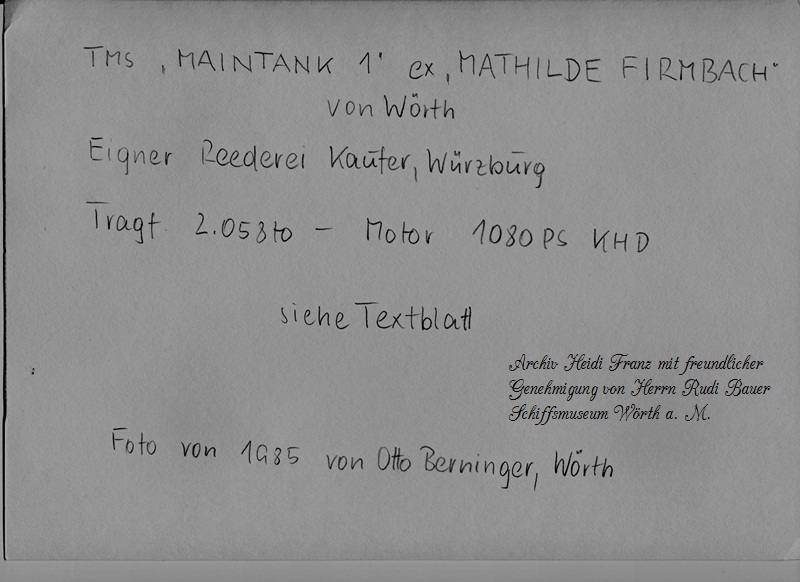 TMS ,MAINTANK 1' ex ,MATHILDE FIRMBACH"
von Wörth
Eigner Reederei Kaufer, Würzburg
Tragt 2.058to - Motor 1080 PS KHD
siehe Textblatt
Archiv Heidi Franz mit freundlicher
Genehmigung von Herrn Rudi Bauer
Schiffsmuseum Wörth a. M.
Foto von 1985 von Otto Berninger, Wörth